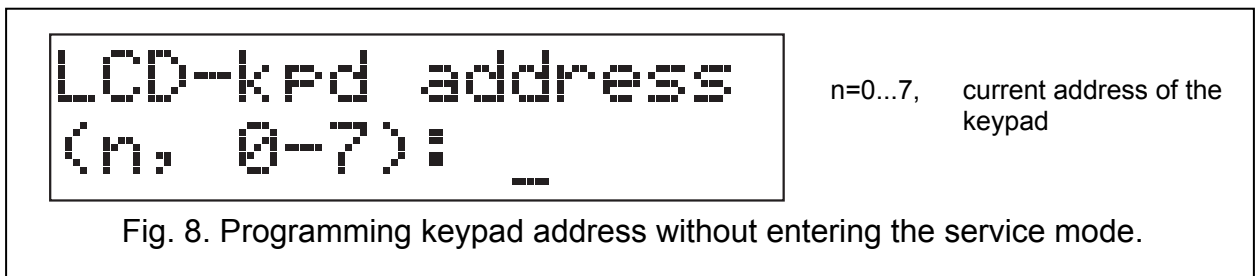 LCD-kpd address
(n, 0-7): _
n=0...7, current address of the
keypad
Fig. 8. Programming keypad address without entering the service mode.